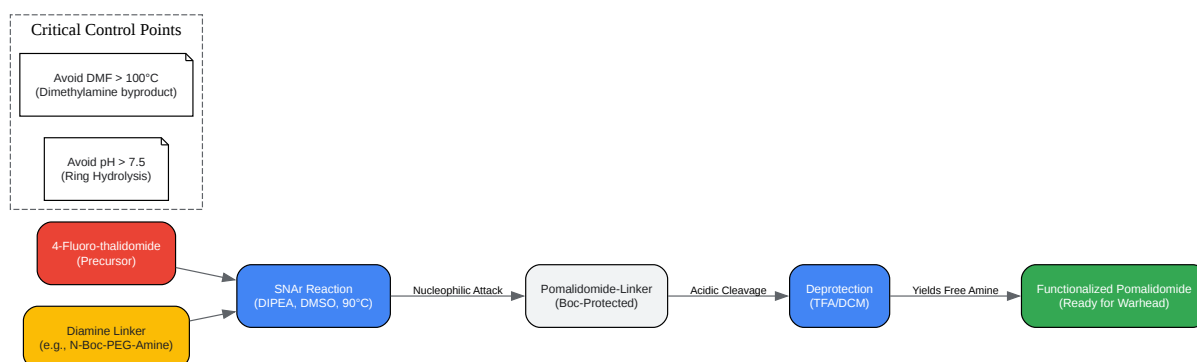 Critical Control Points
Avoid DMF > 100°C
(Dimethylamine byproduct)
Avoid pH > 7.5
(Ring Hydrolysis)
4-Fluoro-thalidomide
(Precursor)
Diamine Linker
(e.g., N-Boc-PEG-Amine)
SNAr Reaction
(DIPEA, DMSO, 90°C)
Nucleophilic Attack
Pomalidomide-Linker
(Boc-Protected)
Acidic Cleavage
Deprotection
(TFA/DCM)
Yields Free Amine
Functionalized Pomalidomide
(Ready for Warhead)